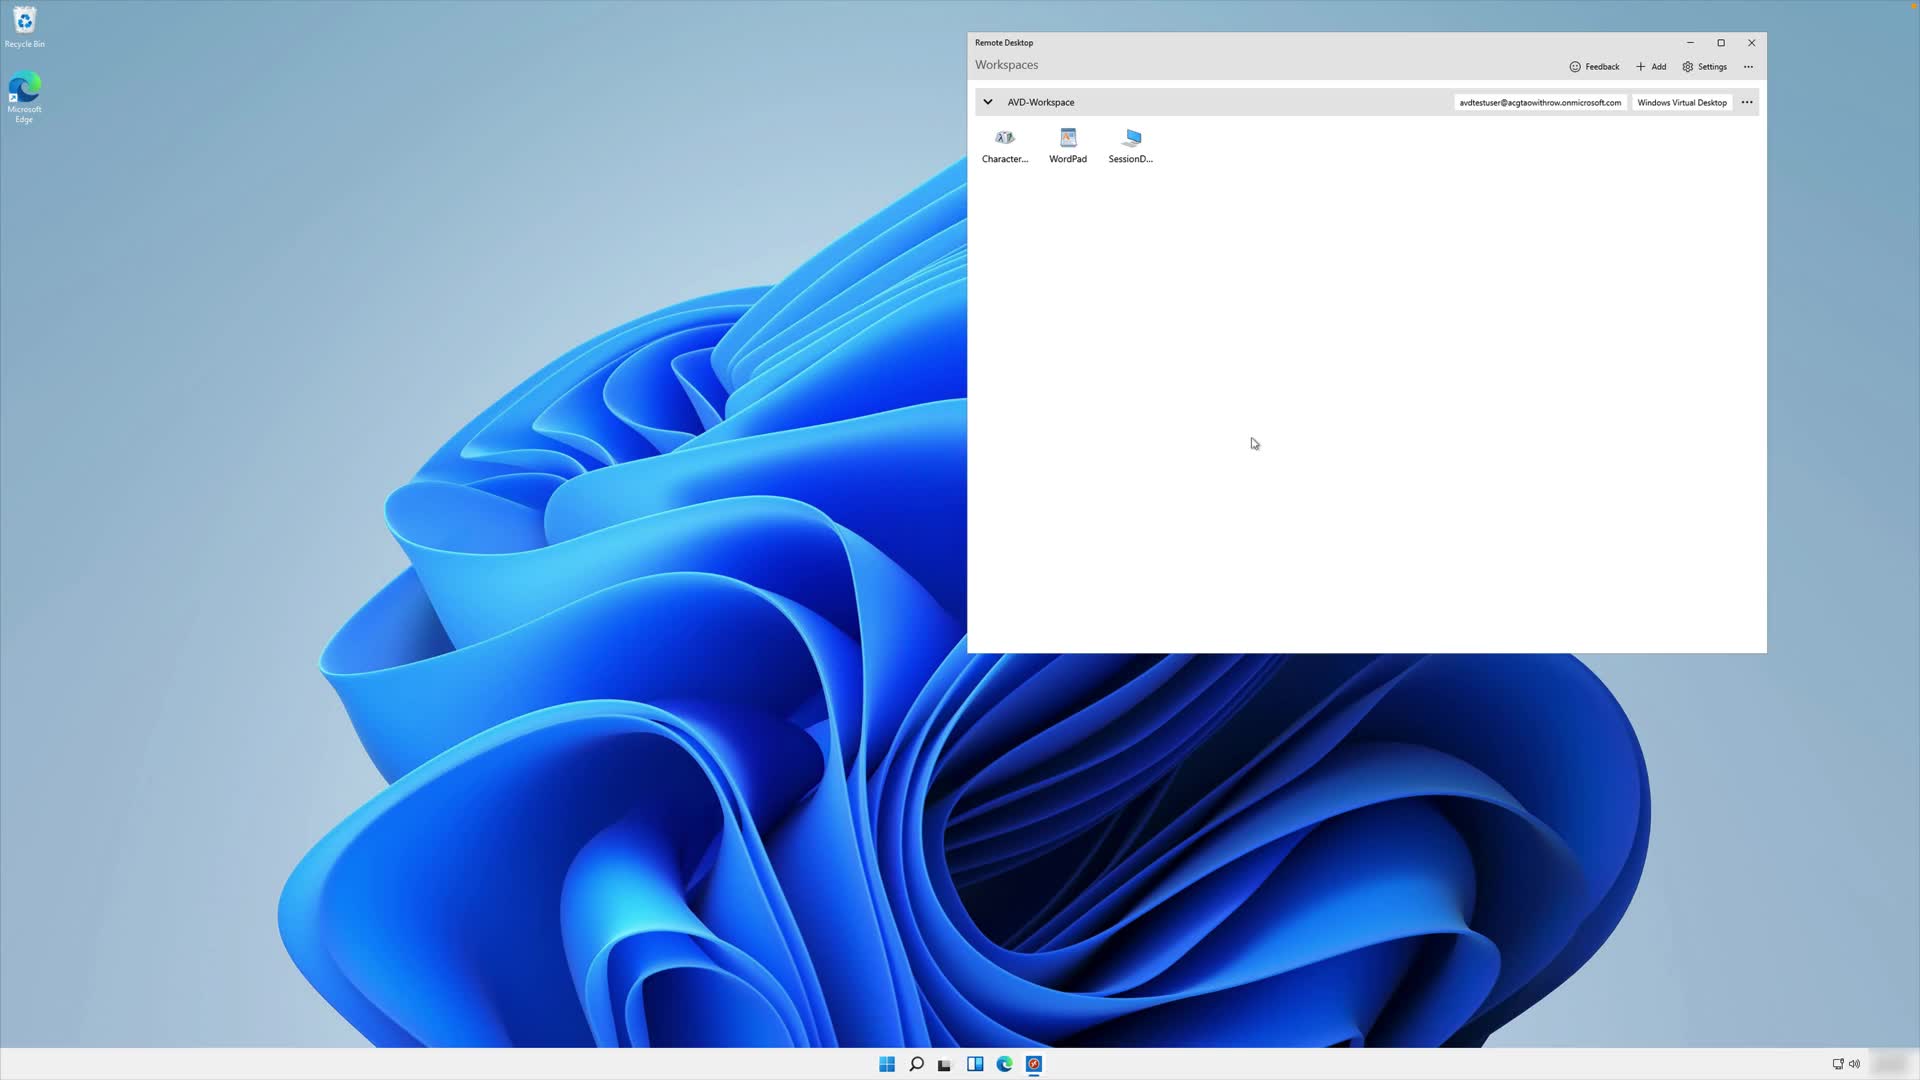 Recycle Bin
Microsoft
Edge
Remote Desktop
Workspaces
Feedback
Add
Settings
AVD-Workspace
avdtestuser@acgtaowithrow.onmicrosoft.com
Windows Virtual Desktop
Character...
WordPad
SessionD...